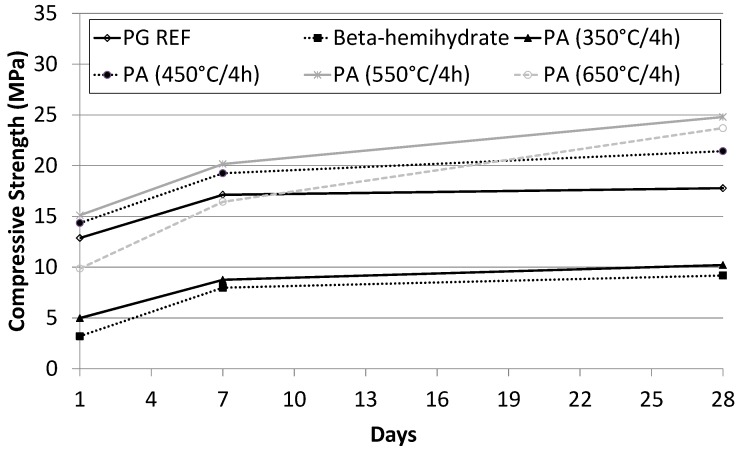 35
30
25
20
15
10
5
0
Compressive Strength (MPa)
PG REF Beta-hemihydrate PA (350°C/4h)
PA (450°C/4h) PA (550°C/4h) PA (650°C/4h)
1 4 7 10 13 16 19 22 25 28
Days